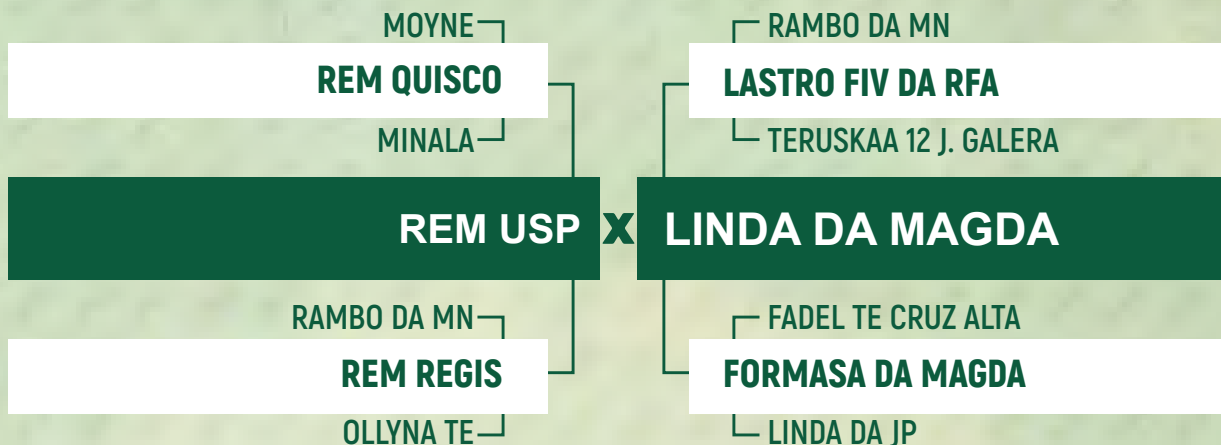 MOYNE
REM QUISCO
MINALA
RAMBO DA MN
LASTRO FIV DA RFA
TERUSKAA 12 J. GALERA
REM USP X LINDA DA MAGDA
RAMBO DA MN
REM REGIS
OLLYNA TE
FADEL TE CRUZ ALTA
FORMASA DA MAGDA
LINDA DA JP